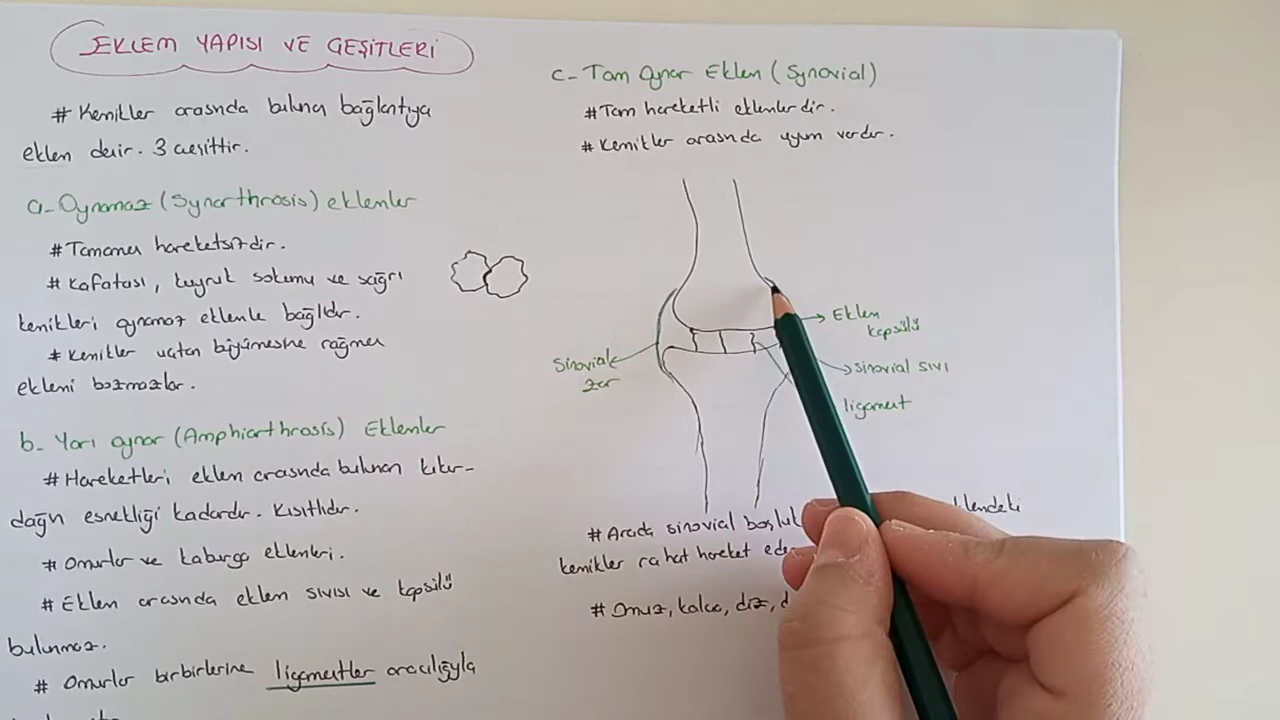 EKLEM YAPISI VE ÇEŞİTLERİ
# Kemikler arasında bulunan bağlantıya
eklem denir. 3 çeşittir.
a- Oynamaz (Synarthrosis) eklemler
# Tamamen hareketsizdir.
# Kafatası, kuyruk sokumu ve sağrı
kemikleri oynamaz eklemle bağlıdır.
# Kemikler uzun büyümesine rağmen
eklemi bozmazlar.
b- Yarı oynar (Amphiarthrosis) Eklemler
# Hareketleri eklem arasında bulunan kıkır-
dağın esnekliği kadardır. Kısıtlıdır.
# Omurlar ve kaburga eklemleri.
# Eklem arasında eklem sıvısı ve kapsülü
bulunmaz.
# Omurlar birbirlerine ligamentler aracılığıyla
c- Tam Oynar Eklem (Synovial)
# Tam hareketli eklemlerdir.
# Kemikler arasında uyum vardır.
Eklem
kapsülü
Sinovial
zar
sinovial sıvı
ligament
# Arada sinovial boşluk
kemikler rahat hareket
# Omuz, kalça, diz,